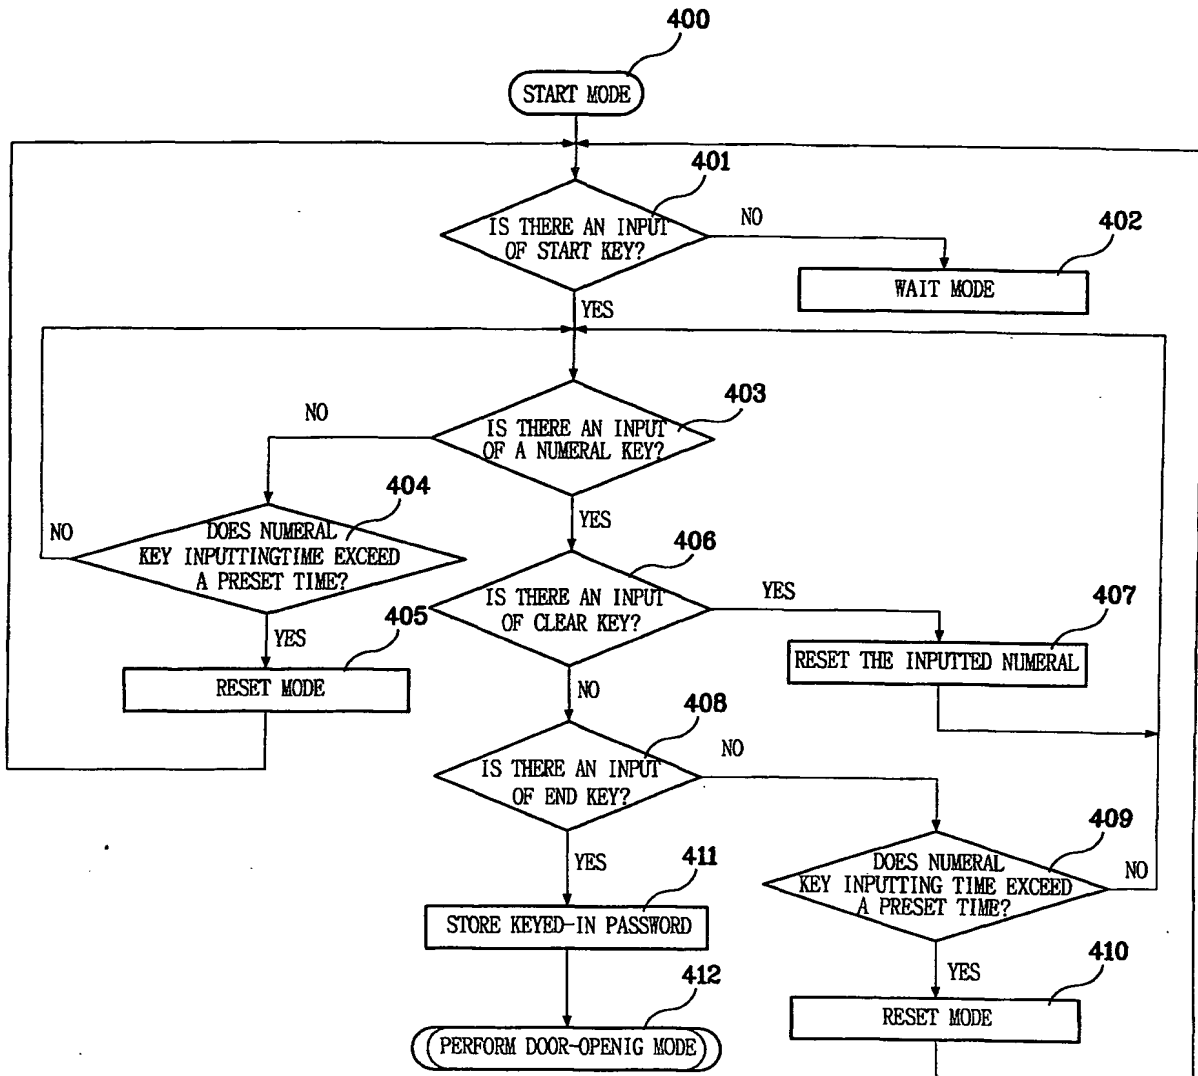 400
START MODE
401
IS THERE AN INPUT
OF START KEY?
NO
402
WAIT MODE
YES
403
IS THERE AN INPUT
OF A NUMERAL KEY?
NO
404
DOES NUMERAL
KEY INPUTTINGTIME EXCEED
A PRESET TIME?
NO
YES
405
RESET MODE
YES
406
IS THERE AN INPUT
OF CLEAR KEY?
YES
407
RESET THE INPUTTED NUMERAL
NO
408
IS THERE AN INPUT
OF END KEY?
NO
409
DOES NUMERAL
KEY INPUTTING TIME EXCEED
A PRESET TIME?
NO
YES
411
STORE KEYED-IN PASSWORD
YES
410
RESET MODE
412
PERFORM DOOR-OPENIG MODE